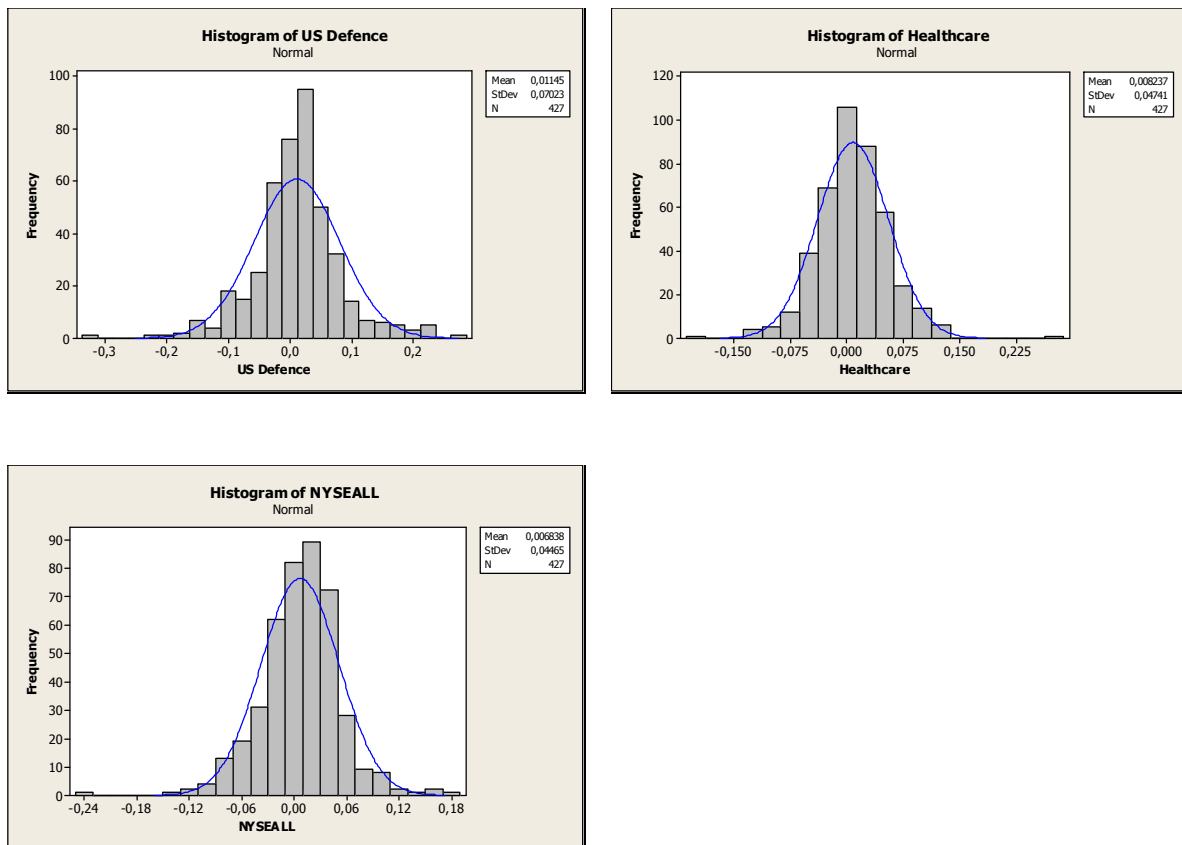 Histogram of US Defence
Normal
100
80
60
40
20
0
Frequency
-0,3 -0,2 -0,1 0,0 0,1 0,2
US Defence
Mean 0,01145
StDev 0,07023
N 427
Histogram of Healthcare
Normal
120
100
80
60
40
20
0
Frequency
-0,150 -0,075 0,000 0,075 0,150 0,225
Healthcare
Mean 0,008237
StDev 0,04741
N 427
Histogram of NYSEALL
Normal
90
80
70
60
50
40
30
20
10
0
Frequency
-0,24 -0,18 -0,12 -0,06 0,00 0,06 0,12 0,18
NYSEALL
Mean 0,006838
StDev 0,04465
N 427